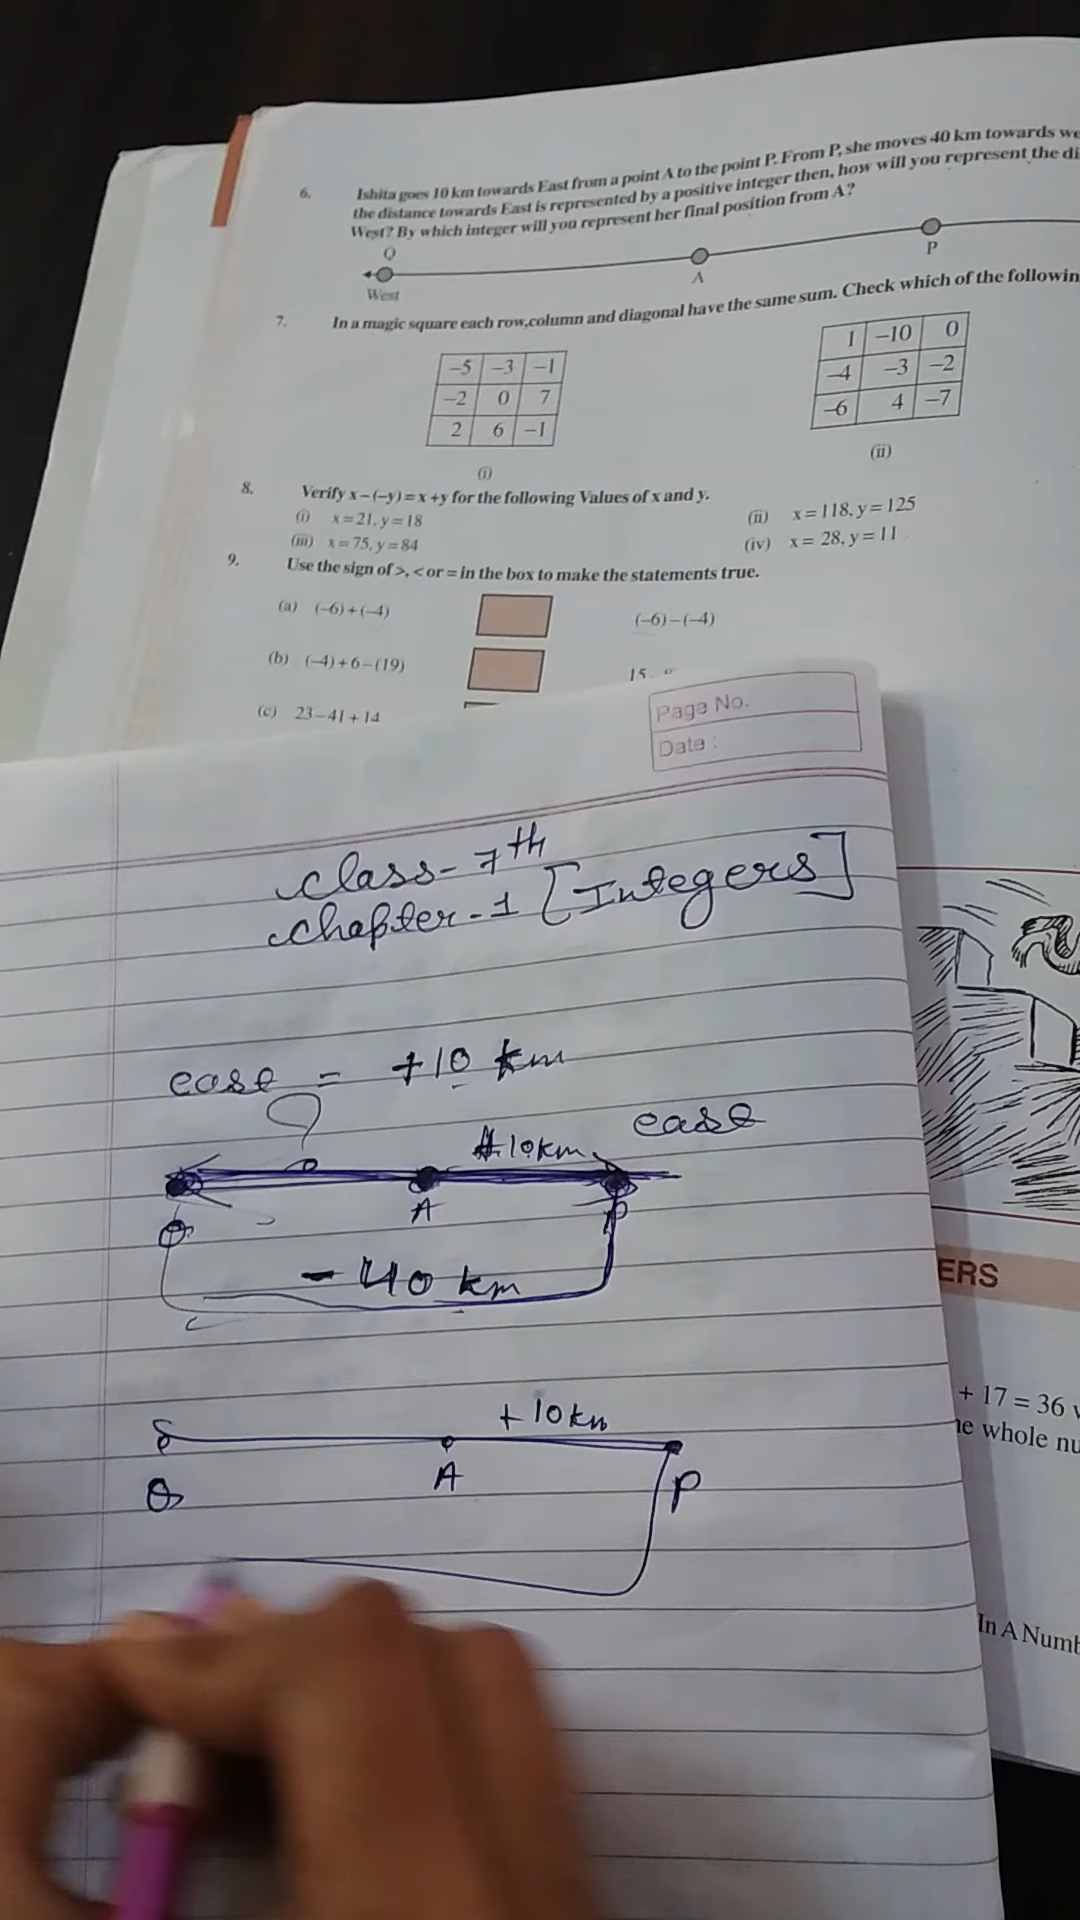 6. Ishita goes 10 km towards East from a point A to the point P. From P, she moves 40 km towards we
the distance towards East is represented by a positive integer then, how will you represent the di
West? By which integer will you represent her final position from A?
Q
P
A
West
7. In a magic square each row,column and diagonal have the same sum. Check which of the followin
-5 -3 -1
-2 0 7
2 6 -1
(i)
1 -10 0
-4 -3 -2
-6 4 -7
(ii)
8. Verify x-(-y)=x+y for the following Values of x and y.
(i) x=21, y=18
(ii) x=118, y=125
(iii) x=75, y=84
(iv) x= 28, y=11
9. Use the sign of >, < or = in the box to make the statements true.
(a) (-6)+(-4) (-6)-(-4)
(b) (-4)+6-(19) 15
(c) 23-41+14
Page No.
Date :
Class-7th
Chapter-1 [Integers]
east = +10 km
east
10km
A
P
Q
- 40 km
+10km
Q
A
P
ERS
+ 17 = 36
whole nu
In A Numb